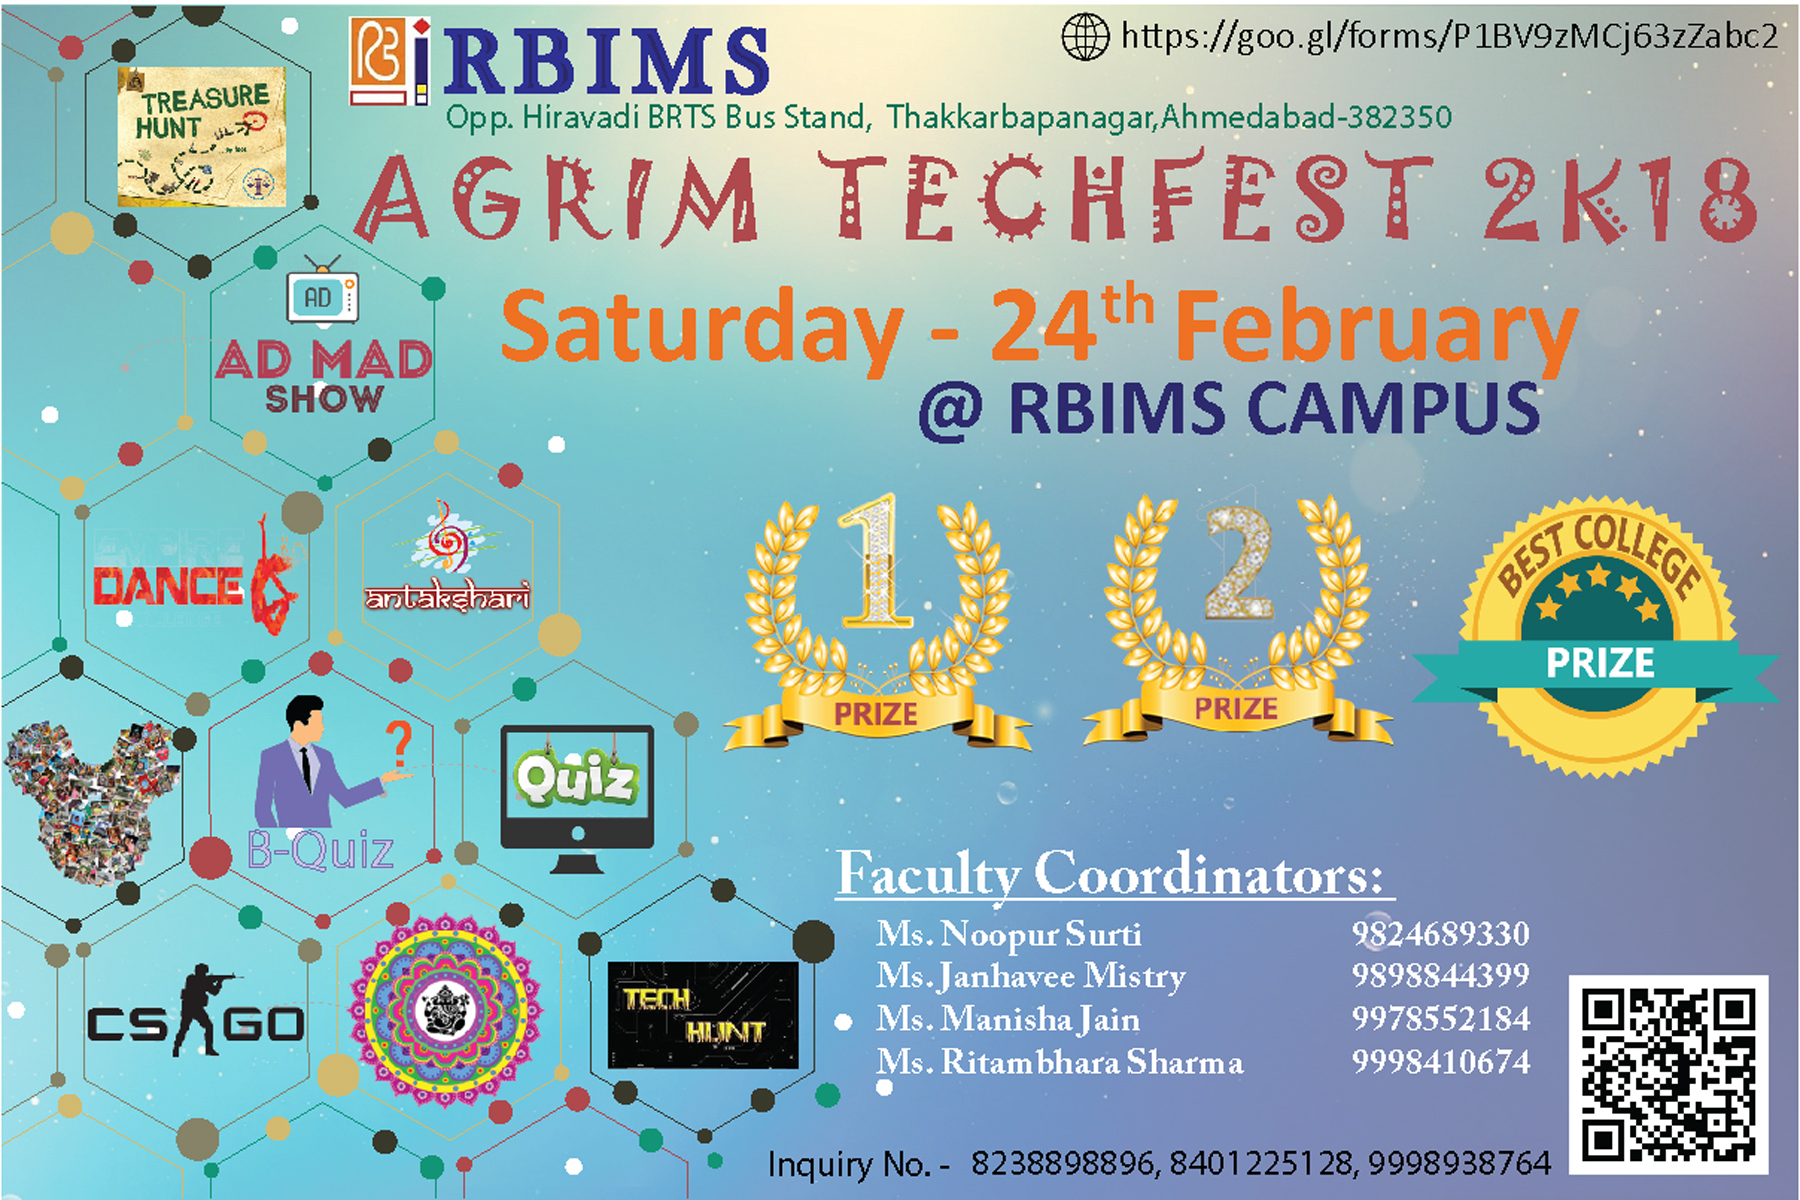 RBIMS
https://goo.gl/forms/P1BV9zMCj63zZabc2
Opp. Hiravadi BRTS Bus Stand, Thakkarbapanagar,Ahmedabad-382350
AGRIM TECHFEST 2K18
Saturday - 24th February
@ RBIMS CAMPUS
TREASURE
HUNT
AD
AD MAD
SHOW
DANCE
antakshari
B-Quiz
Quiz
CS GO
TECH
HUNT
1
PRIZE
2
PRIZE
BEST COLLEGE
PRIZE
Faculty Coordinators:
Ms. Noopur Surti 9824689330
Ms. Janhavee Mistry 9898844399
Ms. Manisha Jain 9978552184
Ms. Ritambhara Sharma 9998410674
Inquiry No. - 8238898896, 8401225128, 9998938764